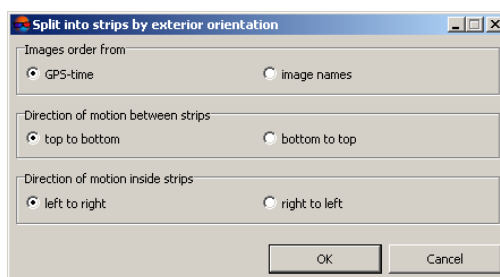 Split into strips by exterior orientation
Images order from
GPS-time image names
Direction of motion between strips
top to bottom bottom to top
Direction of motion inside strips
left to right right to left
OK Cancel